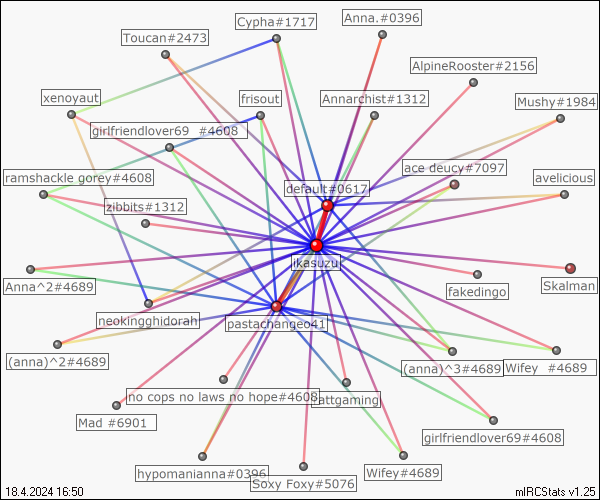 Cypha#1717
Anna.#0396
Toucan#2473
AlpineRooster#2156
xenoyaut
frisout
Annarchist#1312
Mushy#1984
girlfriendlover69 #4608
ace deucy#7097
ramshackle gorey#4608
default#0617
avelicious
zibbits#1312
ikasuzu
Anna^2#4689
fakedingo
Skalman
neokingghidorah
pastachangeo41
(anna)^2#4689
(anna)^3#4689
Wifey #4689
no cops no laws no hope#4608
attgaming
Mad #6901
girlfriendlover69#4608
hypomanianna#0396
Wifey#4689
Soxy Foxy#5076
18.4.2024 16:50
mIRCStats v1.25